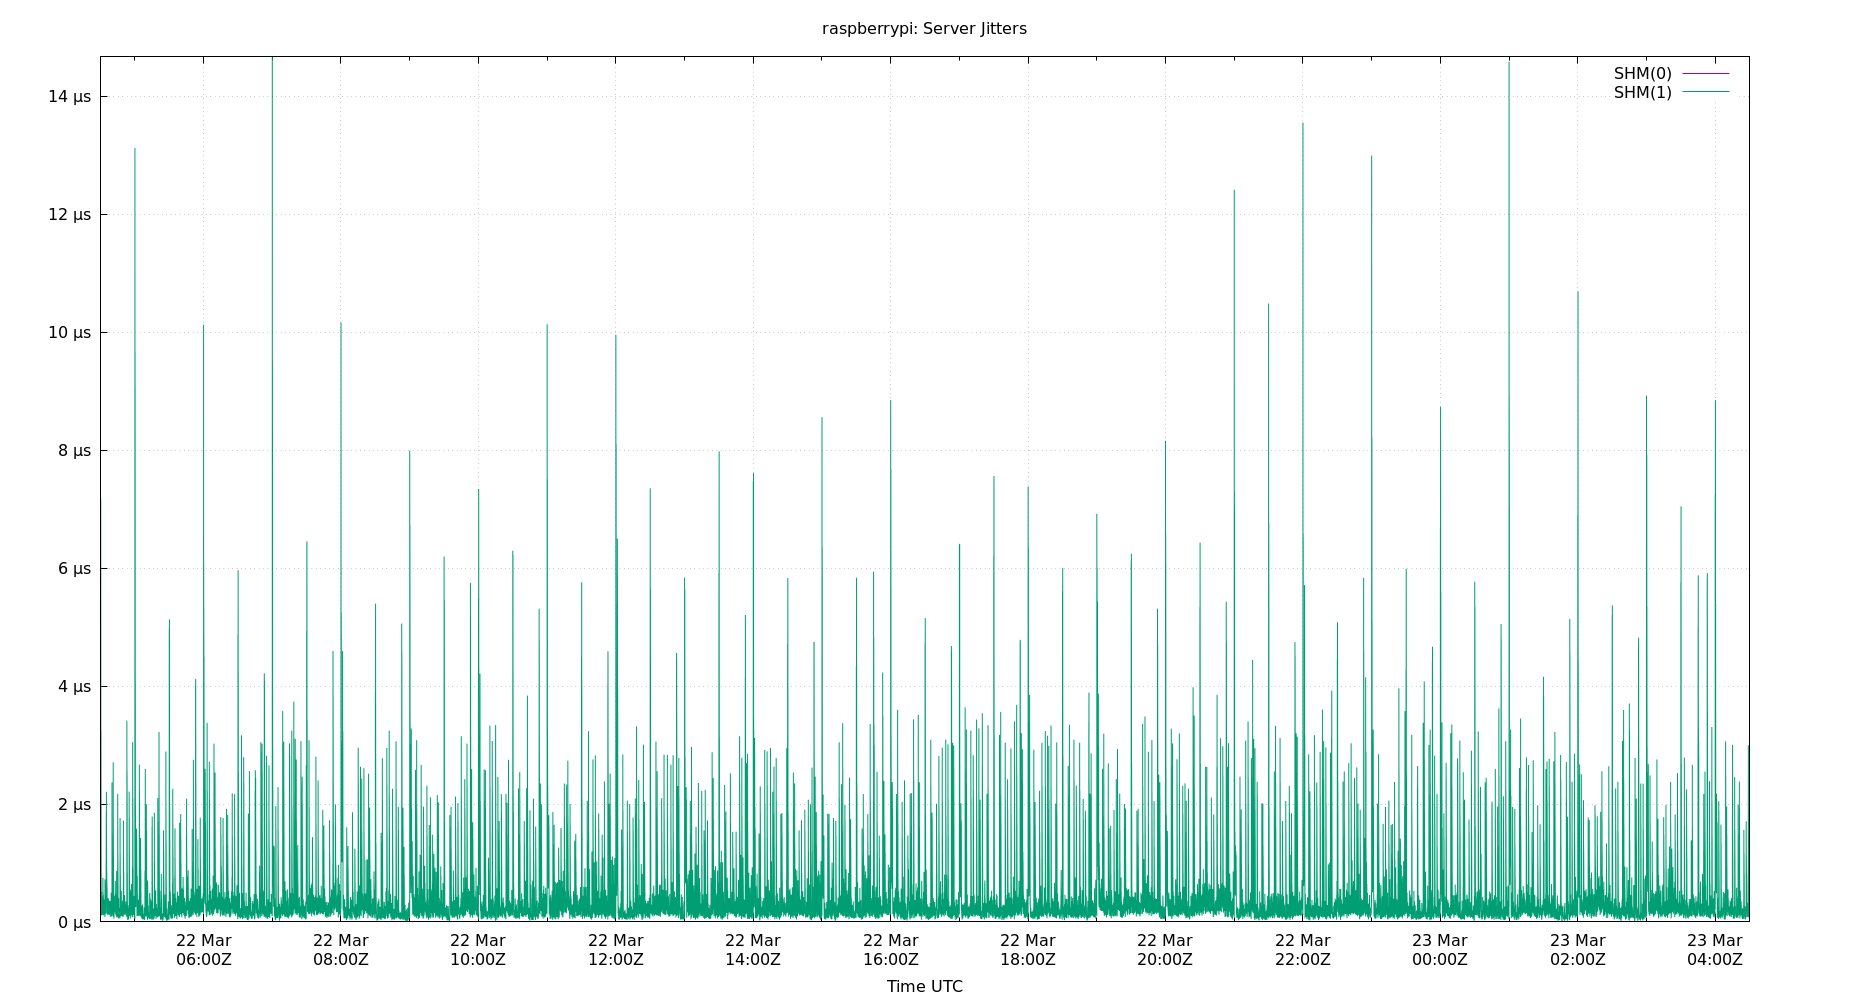 raspberrypi: Server Jitters
SHM(0)
SHM(1)
14 µs
12 µs
10 µs
8 µs
6 µs
4 µs
2 µs
0 µs
22 Mar
06:00Z
22 Mar
08:00Z
22 Mar
10:00Z
22 Mar
12:00Z
22 Mar
14:00Z
22 Mar
16:00Z
22 Mar
18:00Z
22 Mar
20:00Z
22 Mar
22:00Z
23 Mar
00:00Z
23 Mar
02:00Z
23 Mar
04:00Z
Time UTC